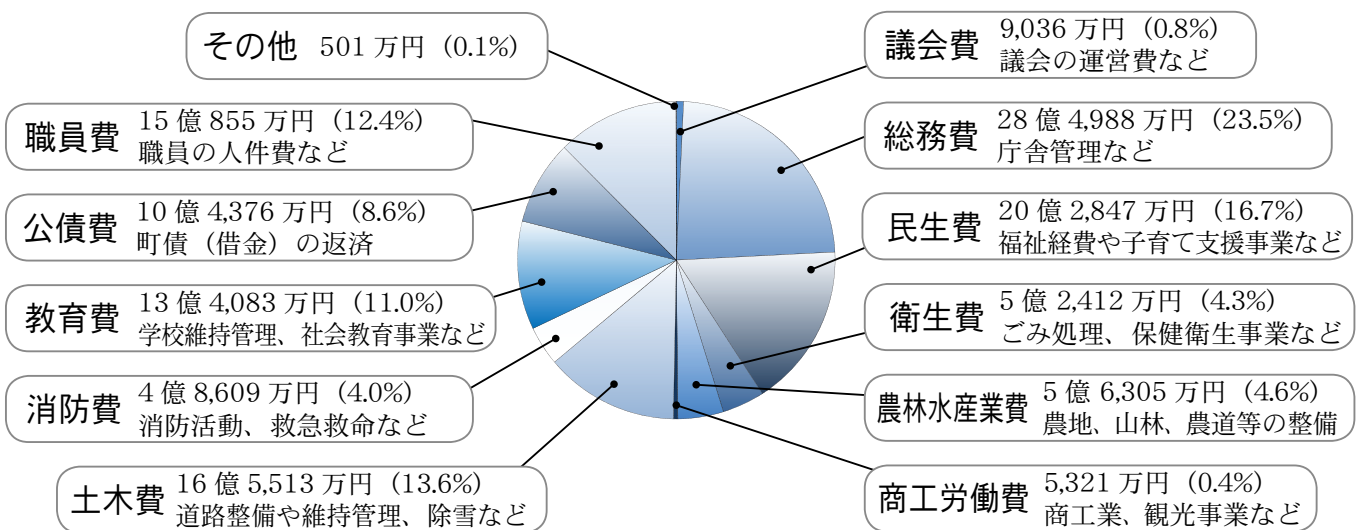 その他 501万円（0.1%）
議会費 9,036万円（0.8%）
議会の運営費など
総務費 28億4,988万円（23.5%）
庁舎管理など
民生費 20億2,847万円（16.7%）
福祉経費や子育て支援事業など
衛生費 5億2,412万円（4.3%）
ごみ処理、保健衛生事業など
農林水産業費 5億6,305万円（4.6%）
農地、山林、農道等の整備
商工労働費 5,321万円（0.4%）
商工業、観光事業など
職員費 15億855万円（12.4%）
職員の人件費など
公債費 10億4,376万円（8.6%）
町債（借金）の返済
教育費 13億4,083万円（11.0%）
学校維持管理、社会教育事業など
消防費 4億8,609万円（4.0%）
消防活動、救急救命など
土木費 16億5,513万円（13.6%）
道路整備や維持管理、除雪など